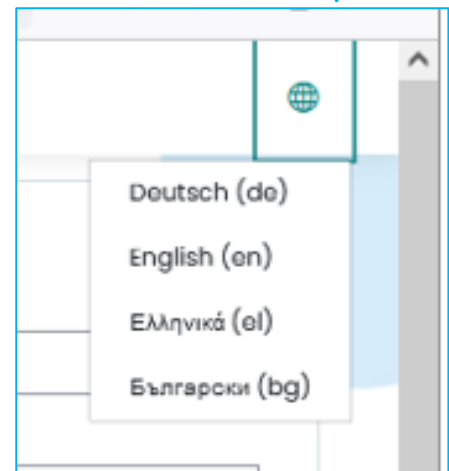 Deutsch (de)
English (en)
Ελληνικά (el)
Български (bg)